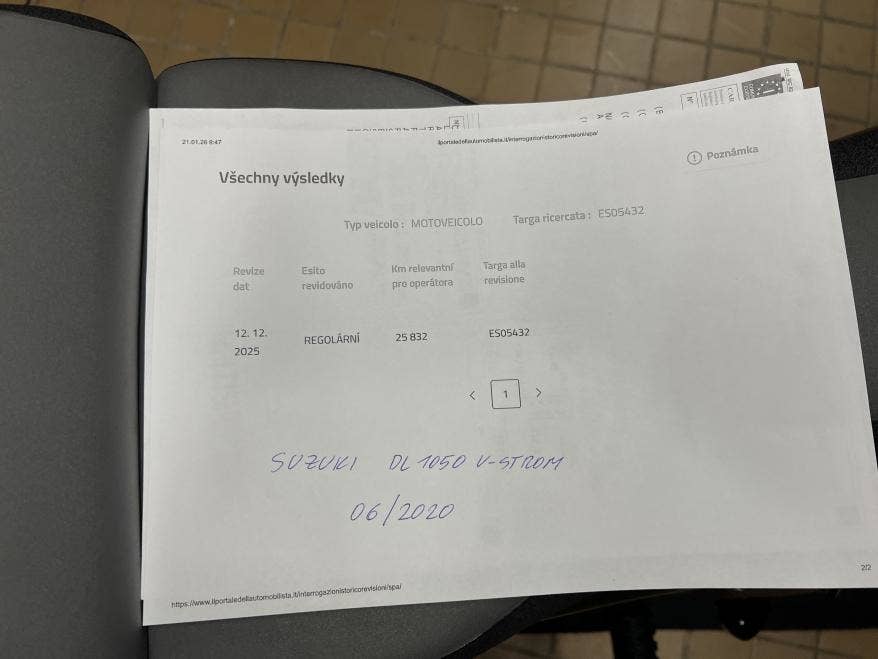 21.01.26 8:47
ilportaledellautomobilista.it/interrogazionistoricorevisioni/spa/
Všechny výsledky
Poznámka
Typ veicolo : MOTOVEICOLO Targa ricercata : ES05432
Revize dat
Esito revidováno
Km relevantní pro operátora
Targa alla revisione
12. 12. 2025
REGOLÁRNÍ
25 832
ES05432
1
SUZUKI DL 1050 V-STROM
06/2020
https://www.ilportaledellautomobilista.it/interrogazionistoricorevisioni/spa/
2/2